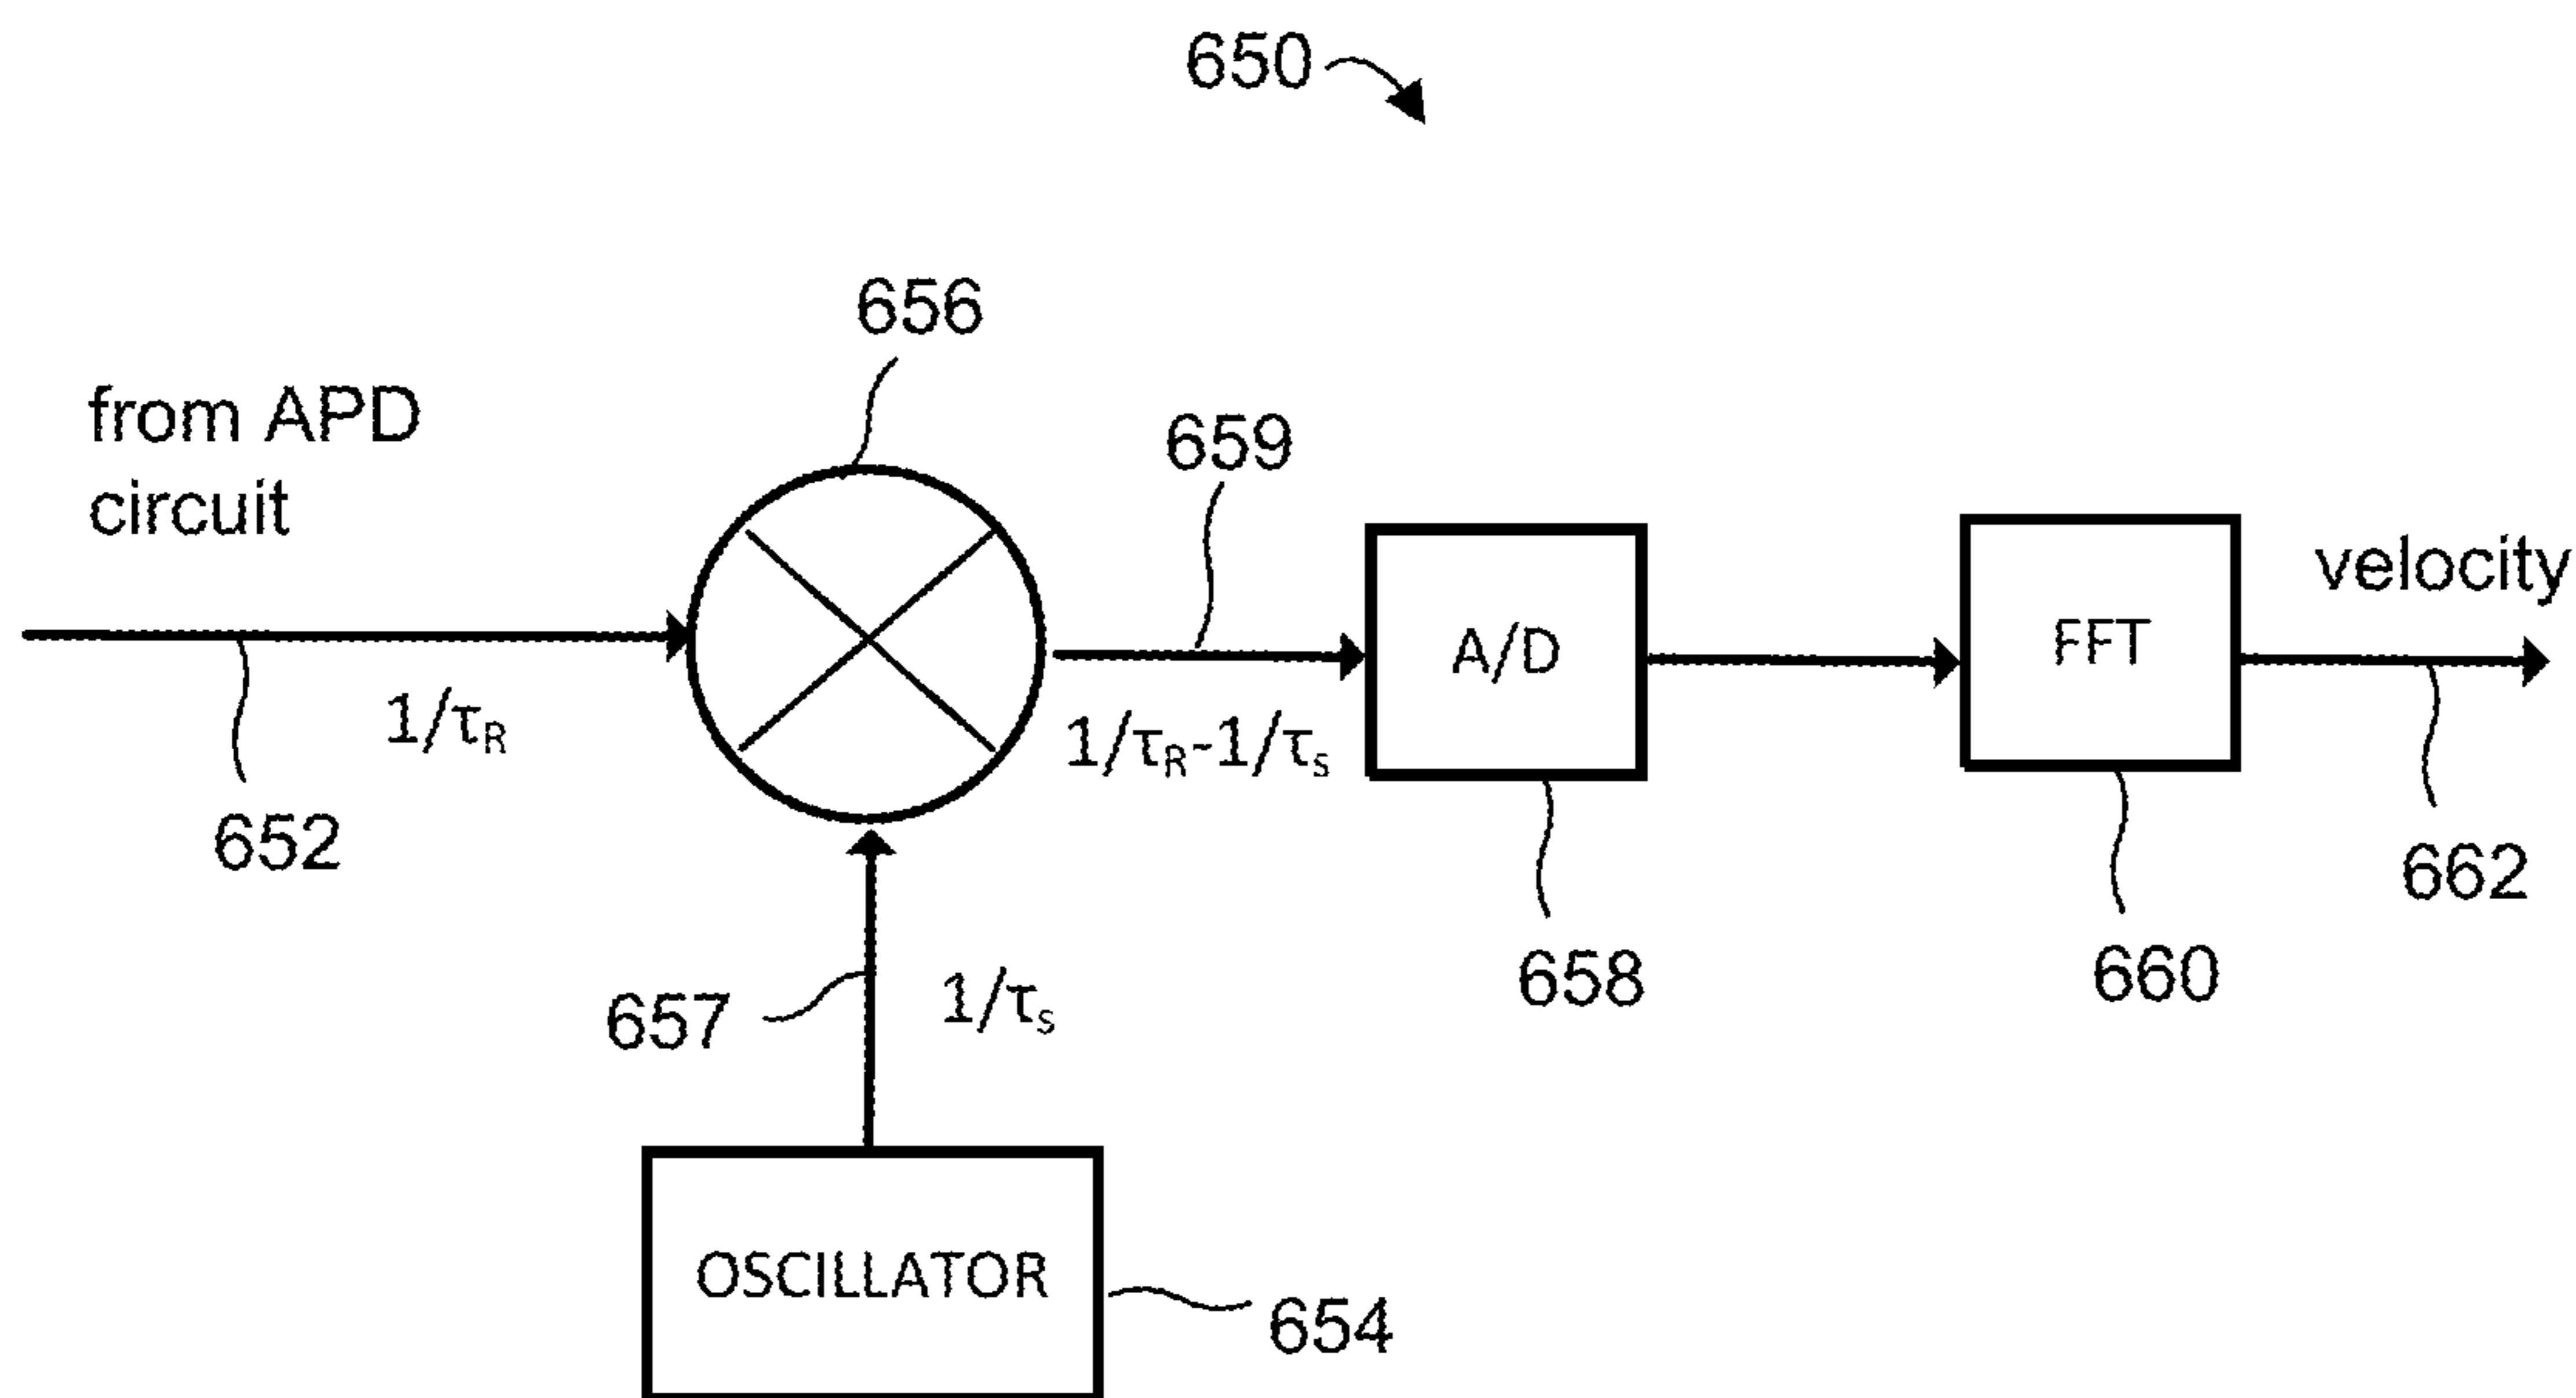 650
656
from APD
circuit
659
velocity
A/D
FFT
1/τR
1/τR-1/τs
652
662
658
660
657
1/τs
OSCILLATOR
654